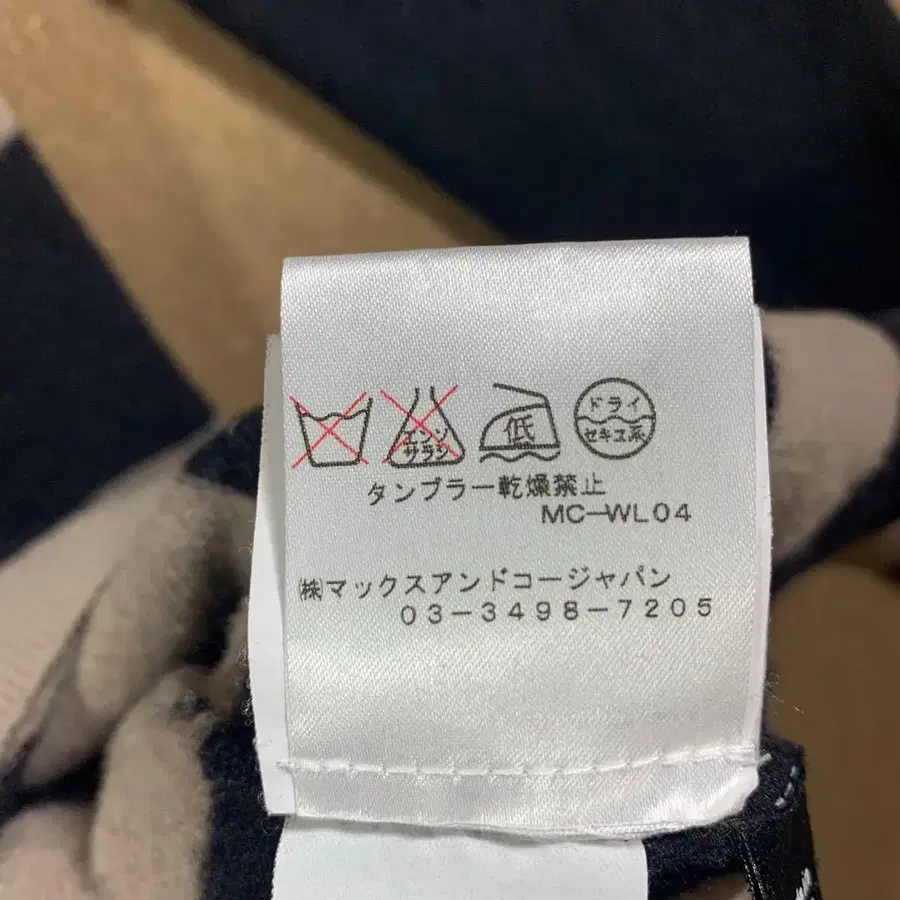 エンソ
サラシ
低
ドライ
セキユ系
タンブラー乾燥禁止
MC-WL04
㈱マックスアンドコージャパン
03-3498-7205